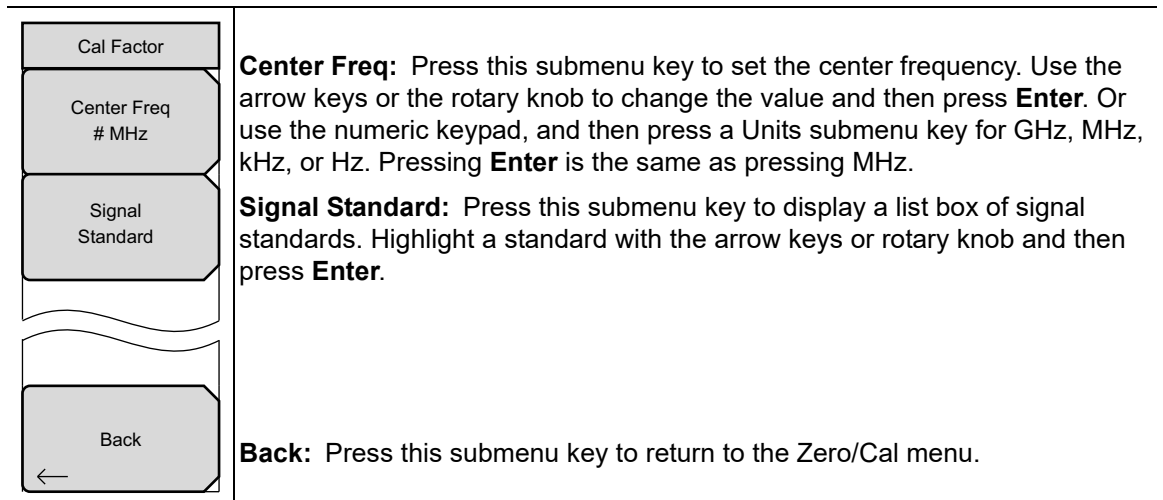 Cal Factor
Center Freq
# MHz
Signal
Standard
Back
Center Freq: Press this submenu key to set the center frequency. Use the
arrow keys or the rotary knob to change the value and then press Enter. Or
use the numeric keypad, and then press a Units submenu key for GHz, MHz,
kHz, or Hz. Pressing Enter is the same as pressing MHz.
Signal Standard: Press this submenu key to display a list box of signal
standards. Highlight a standard with the arrow keys or rotary knob and then
press Enter.
Back: Press this submenu key to return to the Zero/Cal menu.